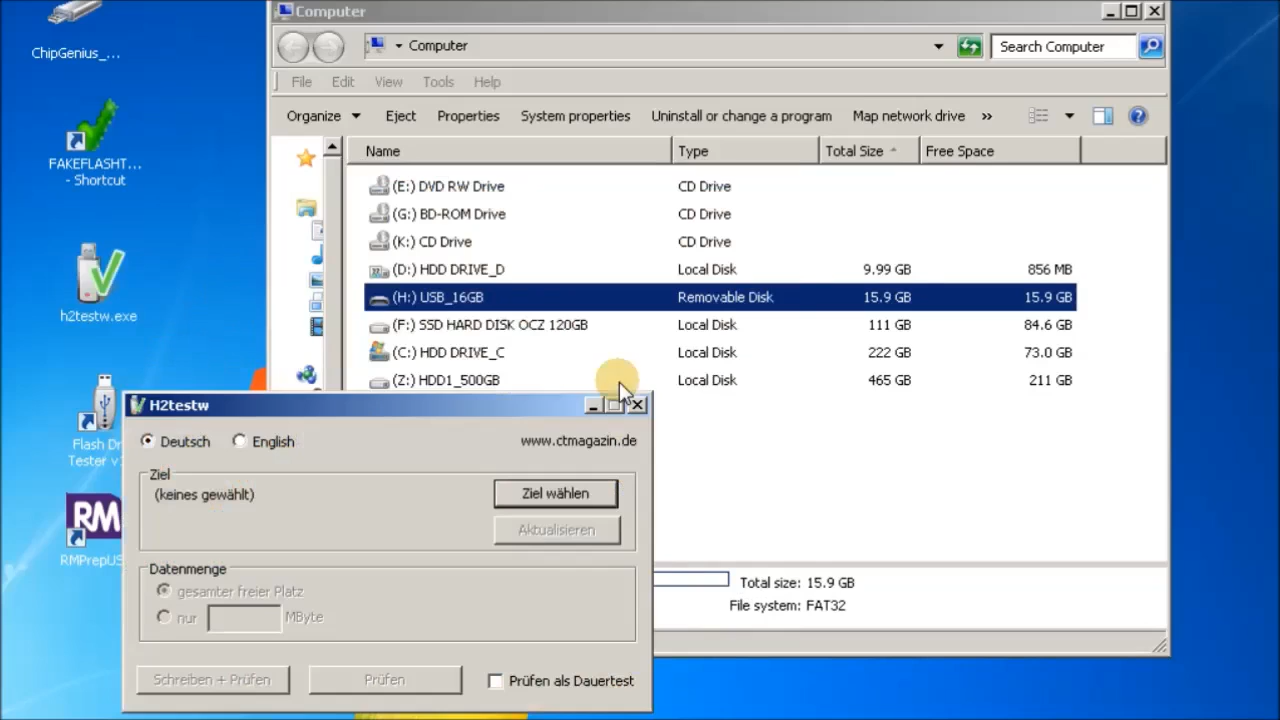 ChipGenius_...
FAKEFLASHT...
- Shortcut
h2testw.exe
Flash Dr
Tester v
RM
RMPrepUS
Computer
Computer
Search Computer
File Edit View Tools Help
Organize Eject Properties System properties Uninstall or change a program Map network drive »
Name Type Total Size Free Space
(E:) DVD RW Drive CD Drive
(G:) BD-ROM Drive CD Drive
(K:) CD Drive CD Drive
(D:) HDD DRIVE_D Local Disk 9.99 GB 856 MB
(H:) USB_16GB Removable Disk 15.9 GB 15.9 GB
(F:) SSD HARD DISK OCZ 120GB Local Disk 111 GB 84.6 GB
(C:) HDD DRIVE_C Local Disk 222 GB 73.0 GB
(Z:) HDD1_500GB Local Disk 465 GB 211 GB
Total size: 15.9 GB
File system: FAT32
H2testw
Deutsch English www.ctmagazin.de
Ziel
(keines gewählt) Ziel wählen
Aktualisieren
Datenmenge
gesamter freier Platz
nur MByte
Schreiben + Prüfen Prüfen Prüfen als Dauertest